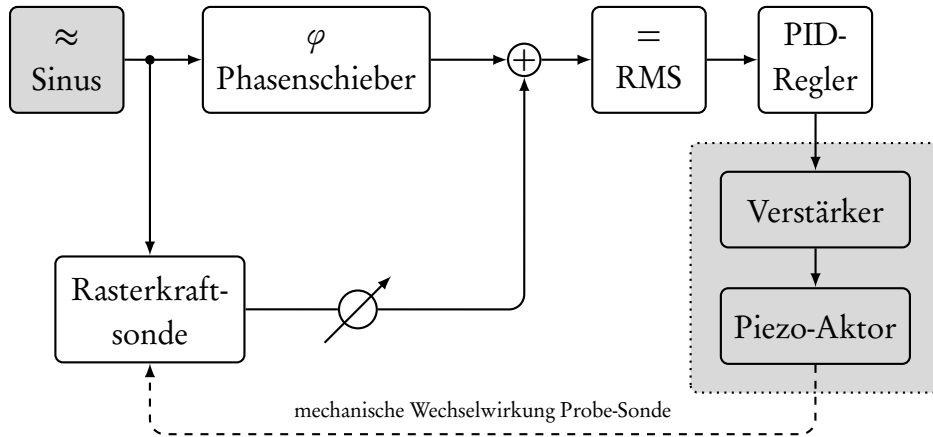 ≈
Sinus
φ
Phasenschieber
+
=
RMS
PID-
Regler
Verstärker
Rasterkraft-
sonde
Piezo-Aktor
mechanische Wechselwirkung Probe-Sonde